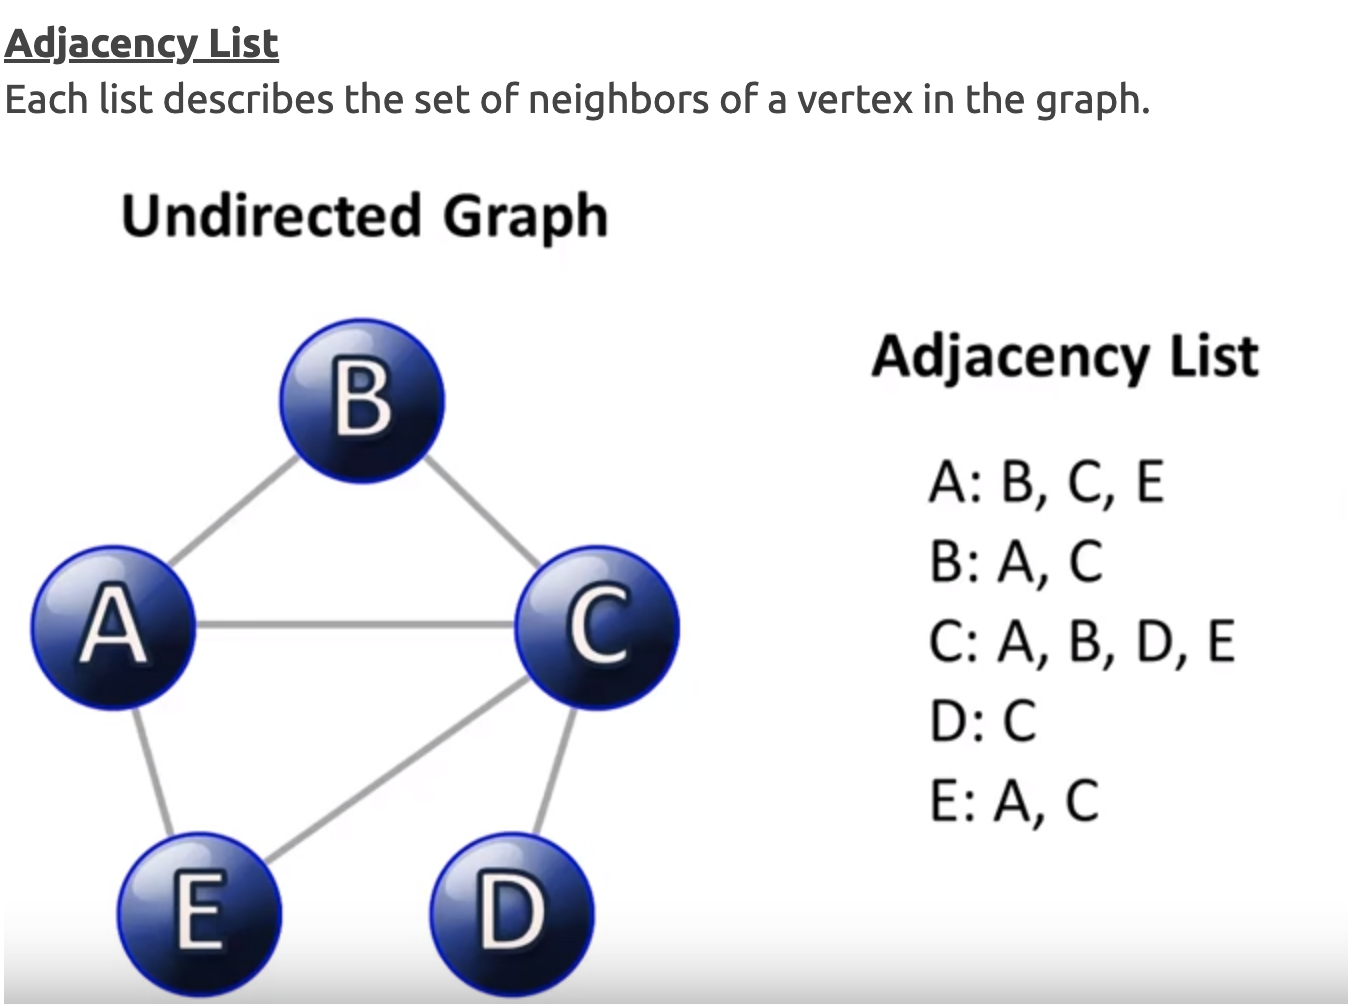 Adjacency List
Each list describes the set of neighbors of a vertex in the graph.
Undirected Graph
B
A
C
E
D
Adjacency List
A: B, C, E
B: A, C
C: A, B, D, E
D: C
E: A, C